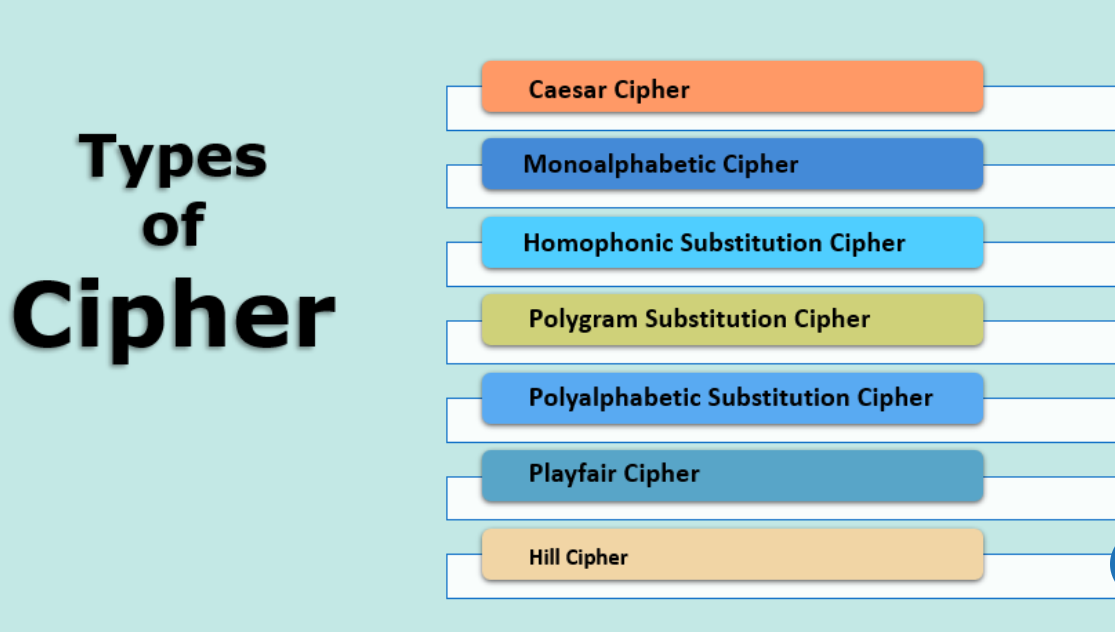 Types
of
Cipher
Caesar Cipher
Monoalphabetic Cipher
Homophonic Substitution Cipher
Polygram Substitution Cipher
Polyalphabetic Substitution Cipher
Playfair Cipher
Hill Cipher